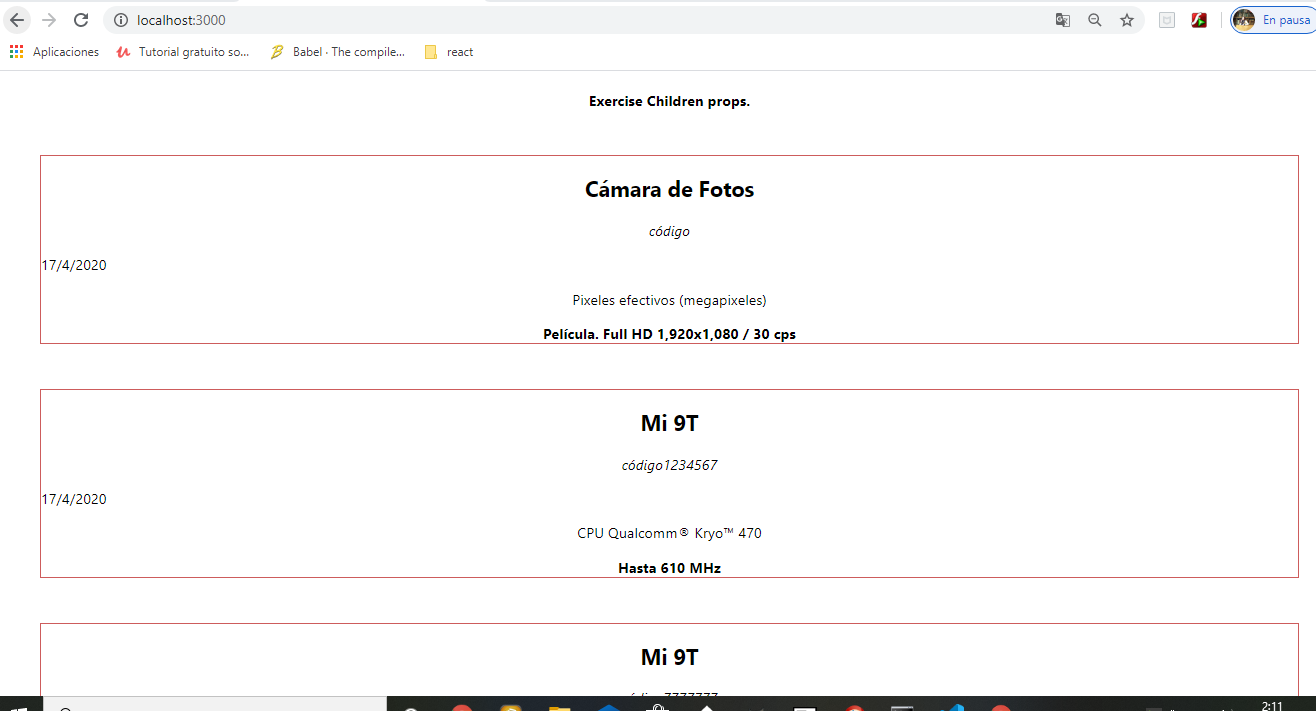 localhost:3000
En pausa
Aplicaciones
Tutorial gratuito so...
Babel · The compile...
react
Exercise Children props.
Cámara de Fotos
código
17/4/2020
Pixeles efectivos (megapixeles)
Película. Full HD 1,920x1,080 / 30 cps
Mi 9T
código1234567
17/4/2020
CPU Qualcomm® Kryo™ 470
Hasta 610 MHz
Mi 9T
2:11